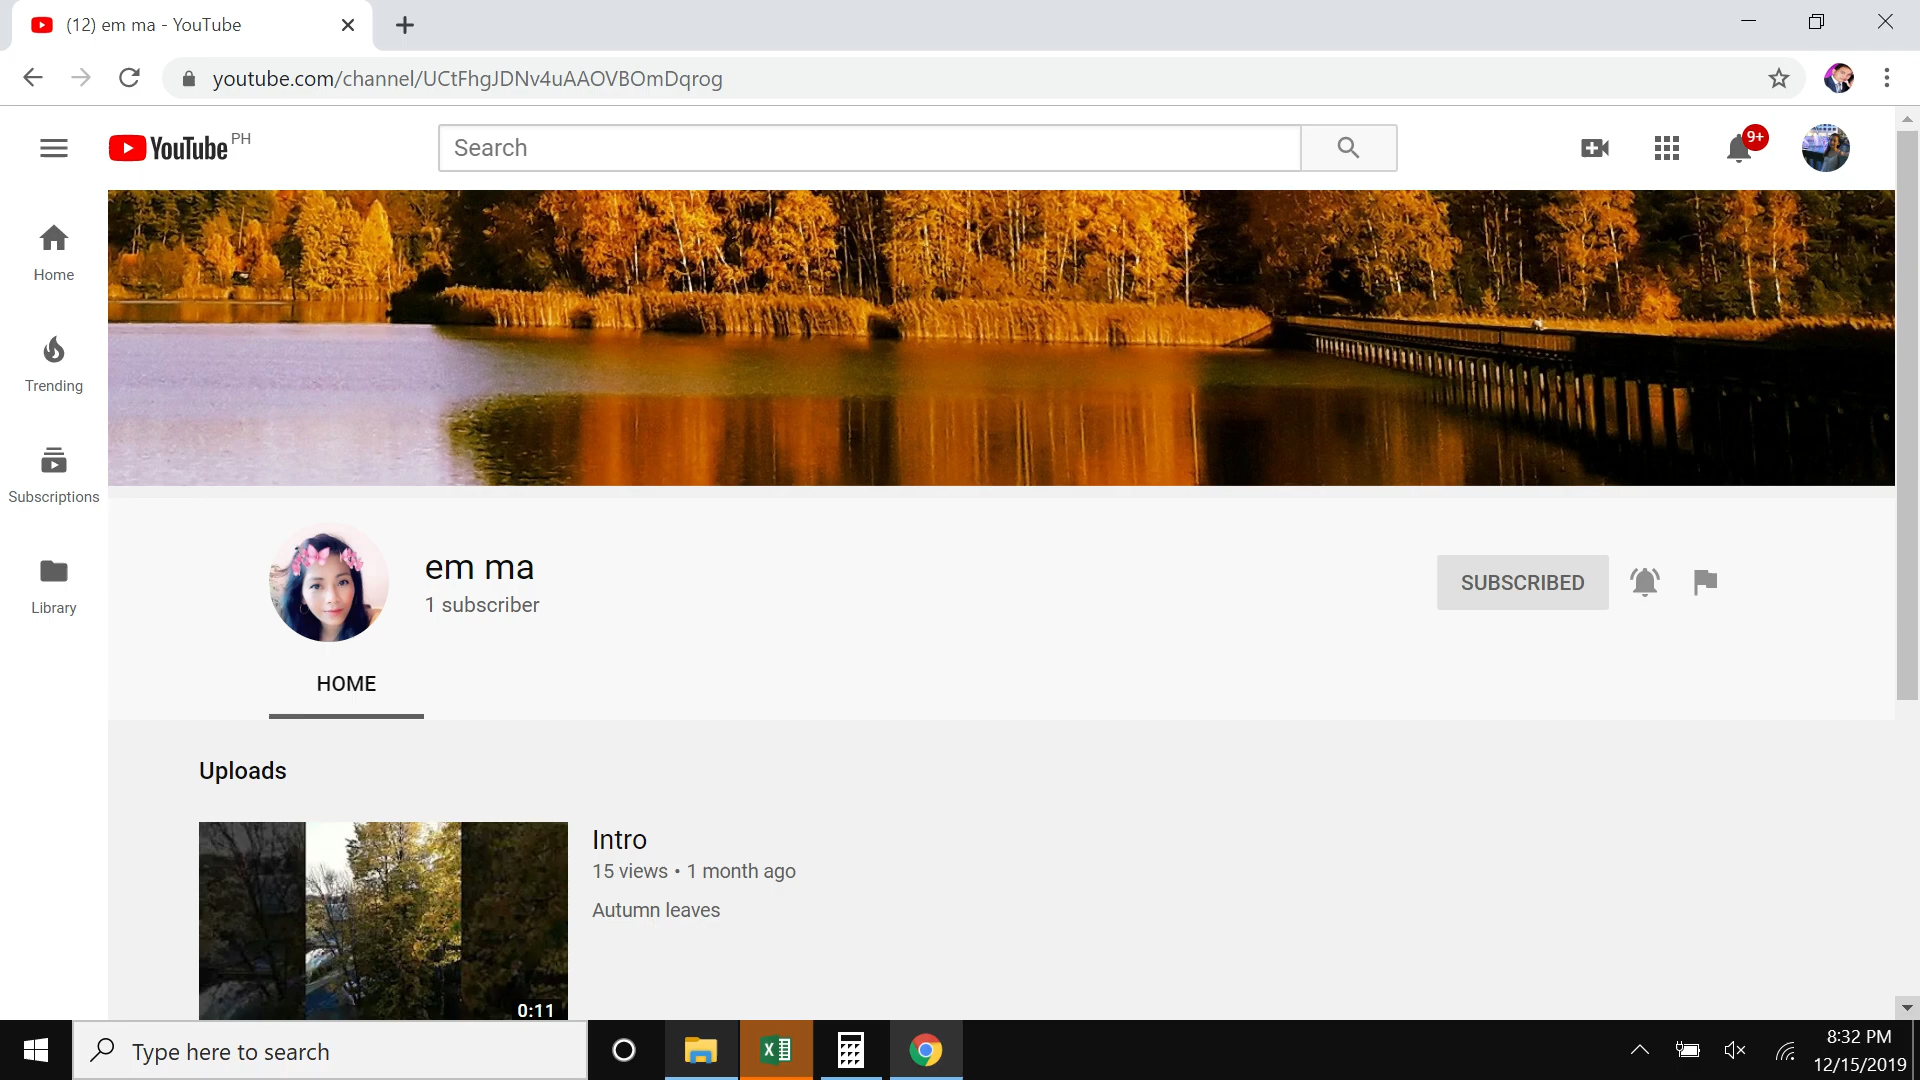 (12) em ma - YouTube
youtube.com/channel/UCtFhgJDNv4uAAOVBOmDqrog
YouTube PH
Search
9+
Home
Trending
Subscriptions
Library
em ma
1 subscriber
SUBSCRIBED
HOME
Uploads
Intro
15 views • 1 month ago
Autumn leaves
0:11
Type here to search
8:32 PM
12/15/2019